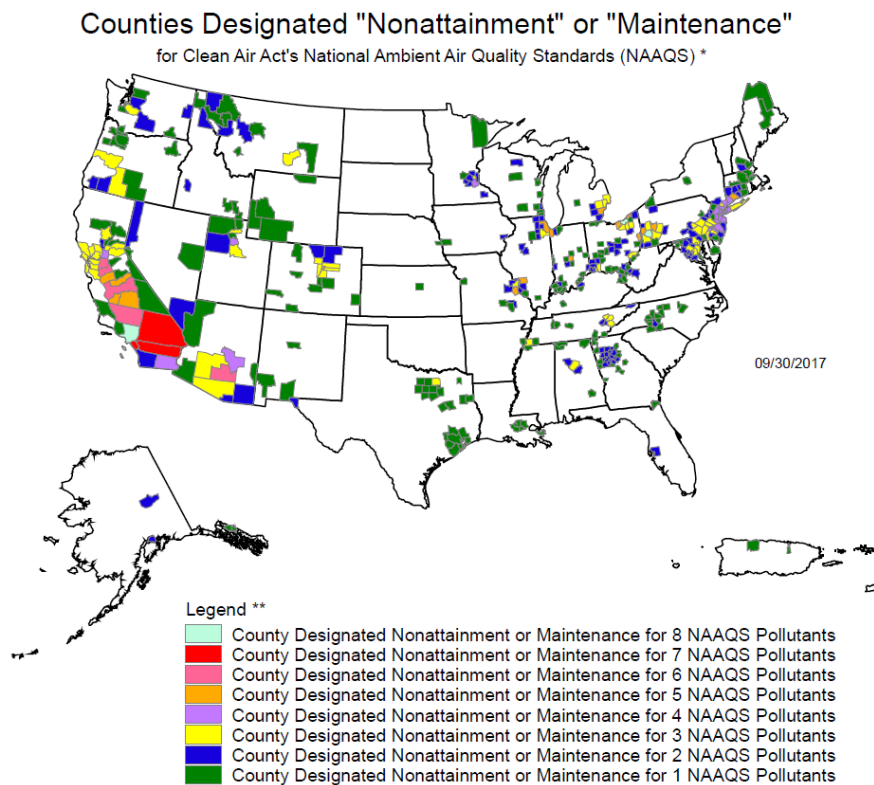 Counties Designated "Nonattainment" or "Maintenance"
for Clean Air Act's National Ambient Air Quality Standards (NAAQS) *
09/30/2017
Legend **
County Designated Nonattainment or Maintenance for 8 NAAQS Pollutants
County Designated Nonattainment or Maintenance for 7 NAAQS Pollutants
County Designated Nonattainment or Maintenance for 6 NAAQS Pollutants
County Designated Nonattainment or Maintenance for 5 NAAQS Pollutants
County Designated Nonattainment or Maintenance for 4 NAAQS Pollutants
County Designated Nonattainment or Maintenance for 3 NAAQS Pollutants
County Designated Nonattainment or Maintenance for 2 NAAQS Pollutants
County Designated Nonattainment or Maintenance for 1 NAAQS Pollutants